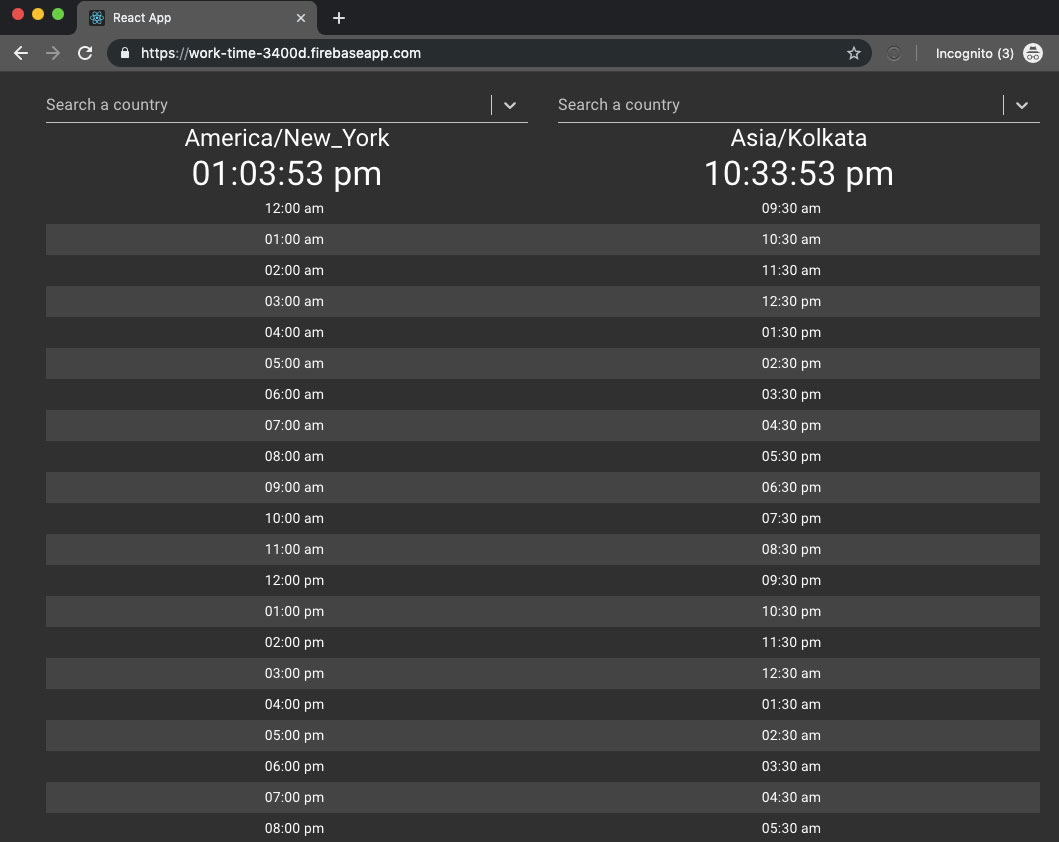 React App
https://work-time-3400d.firebaseapp.com
Incognito (3)
Search a country Search a country
America/New_York Asia/Kolkata
01:03:53 pm 10:33:53 pm
12:00 am 09:30 am
01:00 am 10:30 am
02:00 am 11:30 am
03:00 am 12:30 pm
04:00 am 01:30 pm
05:00 am 02:30 pm
06:00 am 03:30 pm
07:00 am 04:30 pm
08:00 am 05:30 pm
09:00 am 06:30 pm
10:00 am 07:30 pm
11:00 am 08:30 pm
12:00 pm 09:30 pm
01:00 pm 10:30 pm
02:00 pm 11:30 pm
03:00 pm 12:30 am
04:00 pm 01:30 am
05:00 pm 02:30 am
06:00 pm 03:30 am
07:00 pm 04:30 am
08:00 pm 05:30 am